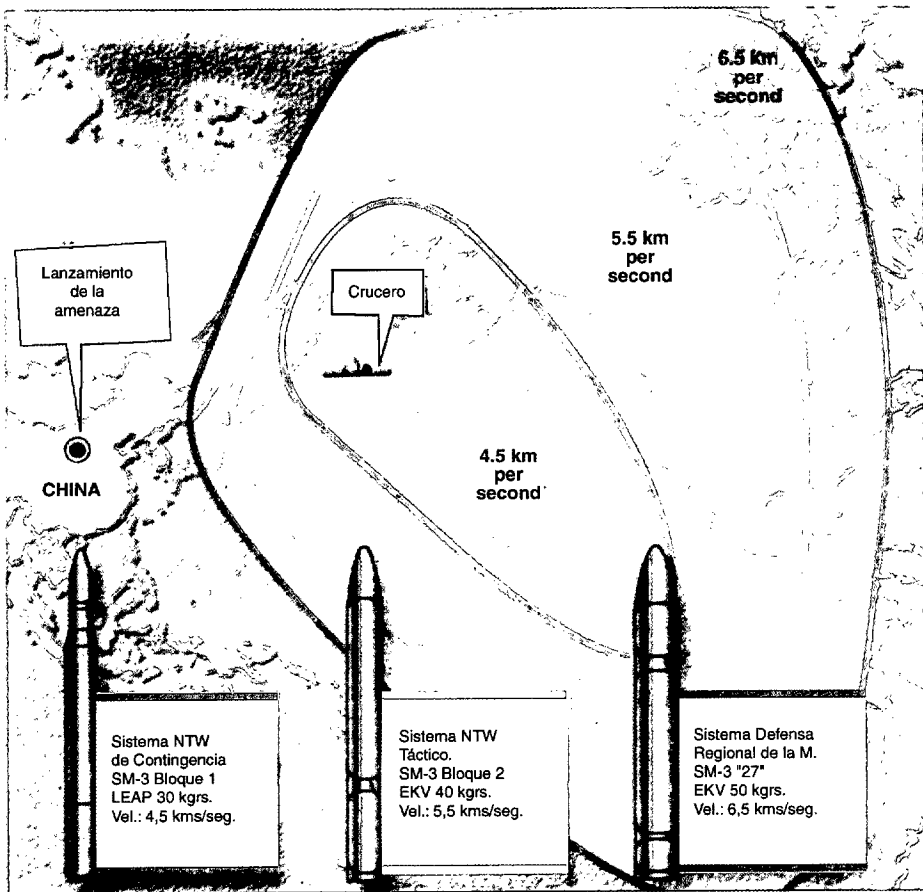 6.5 km
per
second
5.5 km
per
second
Lanzamiento
de la
amenaza
Crucero
4.5 km
per
second
CHINA
Sistema NTW
de Contingencia
SM-3 Bloque 1
LEAP 30 kgrs.
Vel.: 4,5 kms/seg.
Sistema NTW
Táctico.
SM-3 Bloque 2
EKV 40 kgrs.
Vel.: 5,5 kms/seg.
Sistema Defensa
Regional de la M.
SM-3 "27"
EKV 50 kgrs.
Vel.: 6,5 kms/seg.